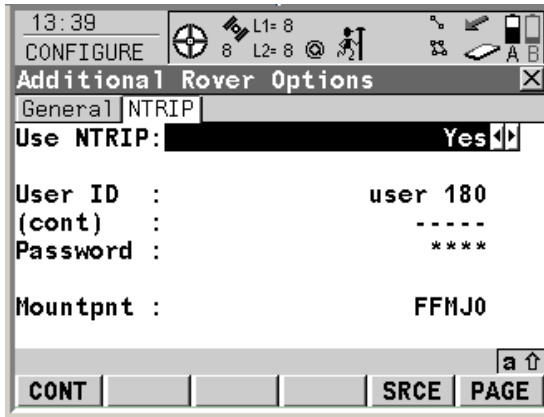 13:39
CONFIGURE
8
L1= 8
L2= 8 @
A B
Additional Rover Options
General NTRIP
Use NTRIP: Yes
User ID : user 180
(cont) : -----
Password : ****
Mountpnt : FFMJ0
a
CONT SRCE PAGE